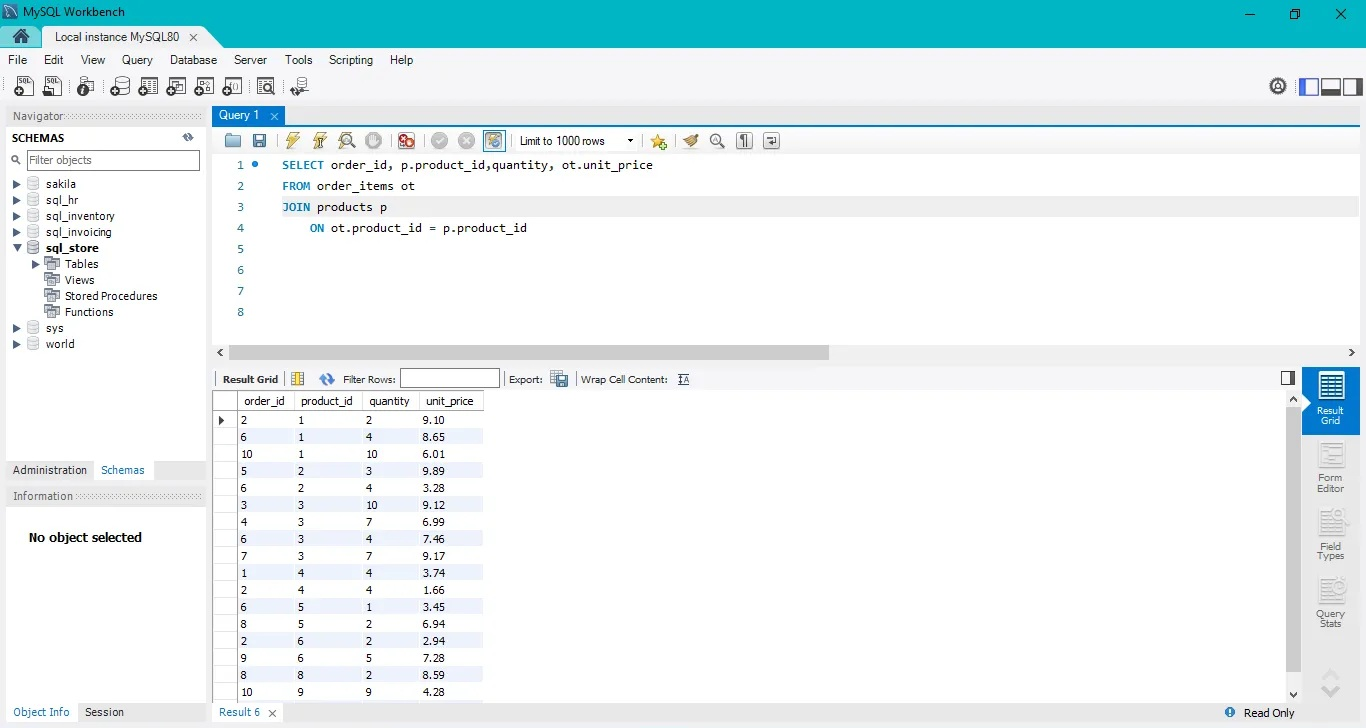 MySQL Workbench
Local instance MySQL80
File Edit View Query Database Server Tools Scripting Help
Navigator
SCHEMAS
Filter objects
sakila
sql_hr
sql_inventory
sql_invoicing
sql_store
Tables
Views
Stored Procedures
Functions
sys
world
Administration Schemas
Information
No object selected
Object Info Session
Query 1
Limit to 1000 rows
1 SELECT order_id, p.product_id,quantity, ot.unit_price
2 FROM order_items ot
3 JOIN products p
4 ON ot.product_id = p.product_id
5
6
7
8
Result Grid Filter Rows: Export: Wrap Cell Content:
order_id product_id quantity unit_price
2 1 2 9.10
6 1 4 8.65
10 1 10 6.01
5 2 3 9.89
6 2 4 3.28
3 3 10 9.12
4 3 7 6.99
6 3 4 7.46
7 3 7 9.17
1 4 4 3.74
2 4 4 1.66
6 5 1 3.45
8 5 2 6.94
2 6 2 2.94
9 6 5 7.28
8 8 2 8.59
10 9 9 4.28
Result
Grid
Form
Editor
Field
Types
Query
Stats
Result 6
Read Only